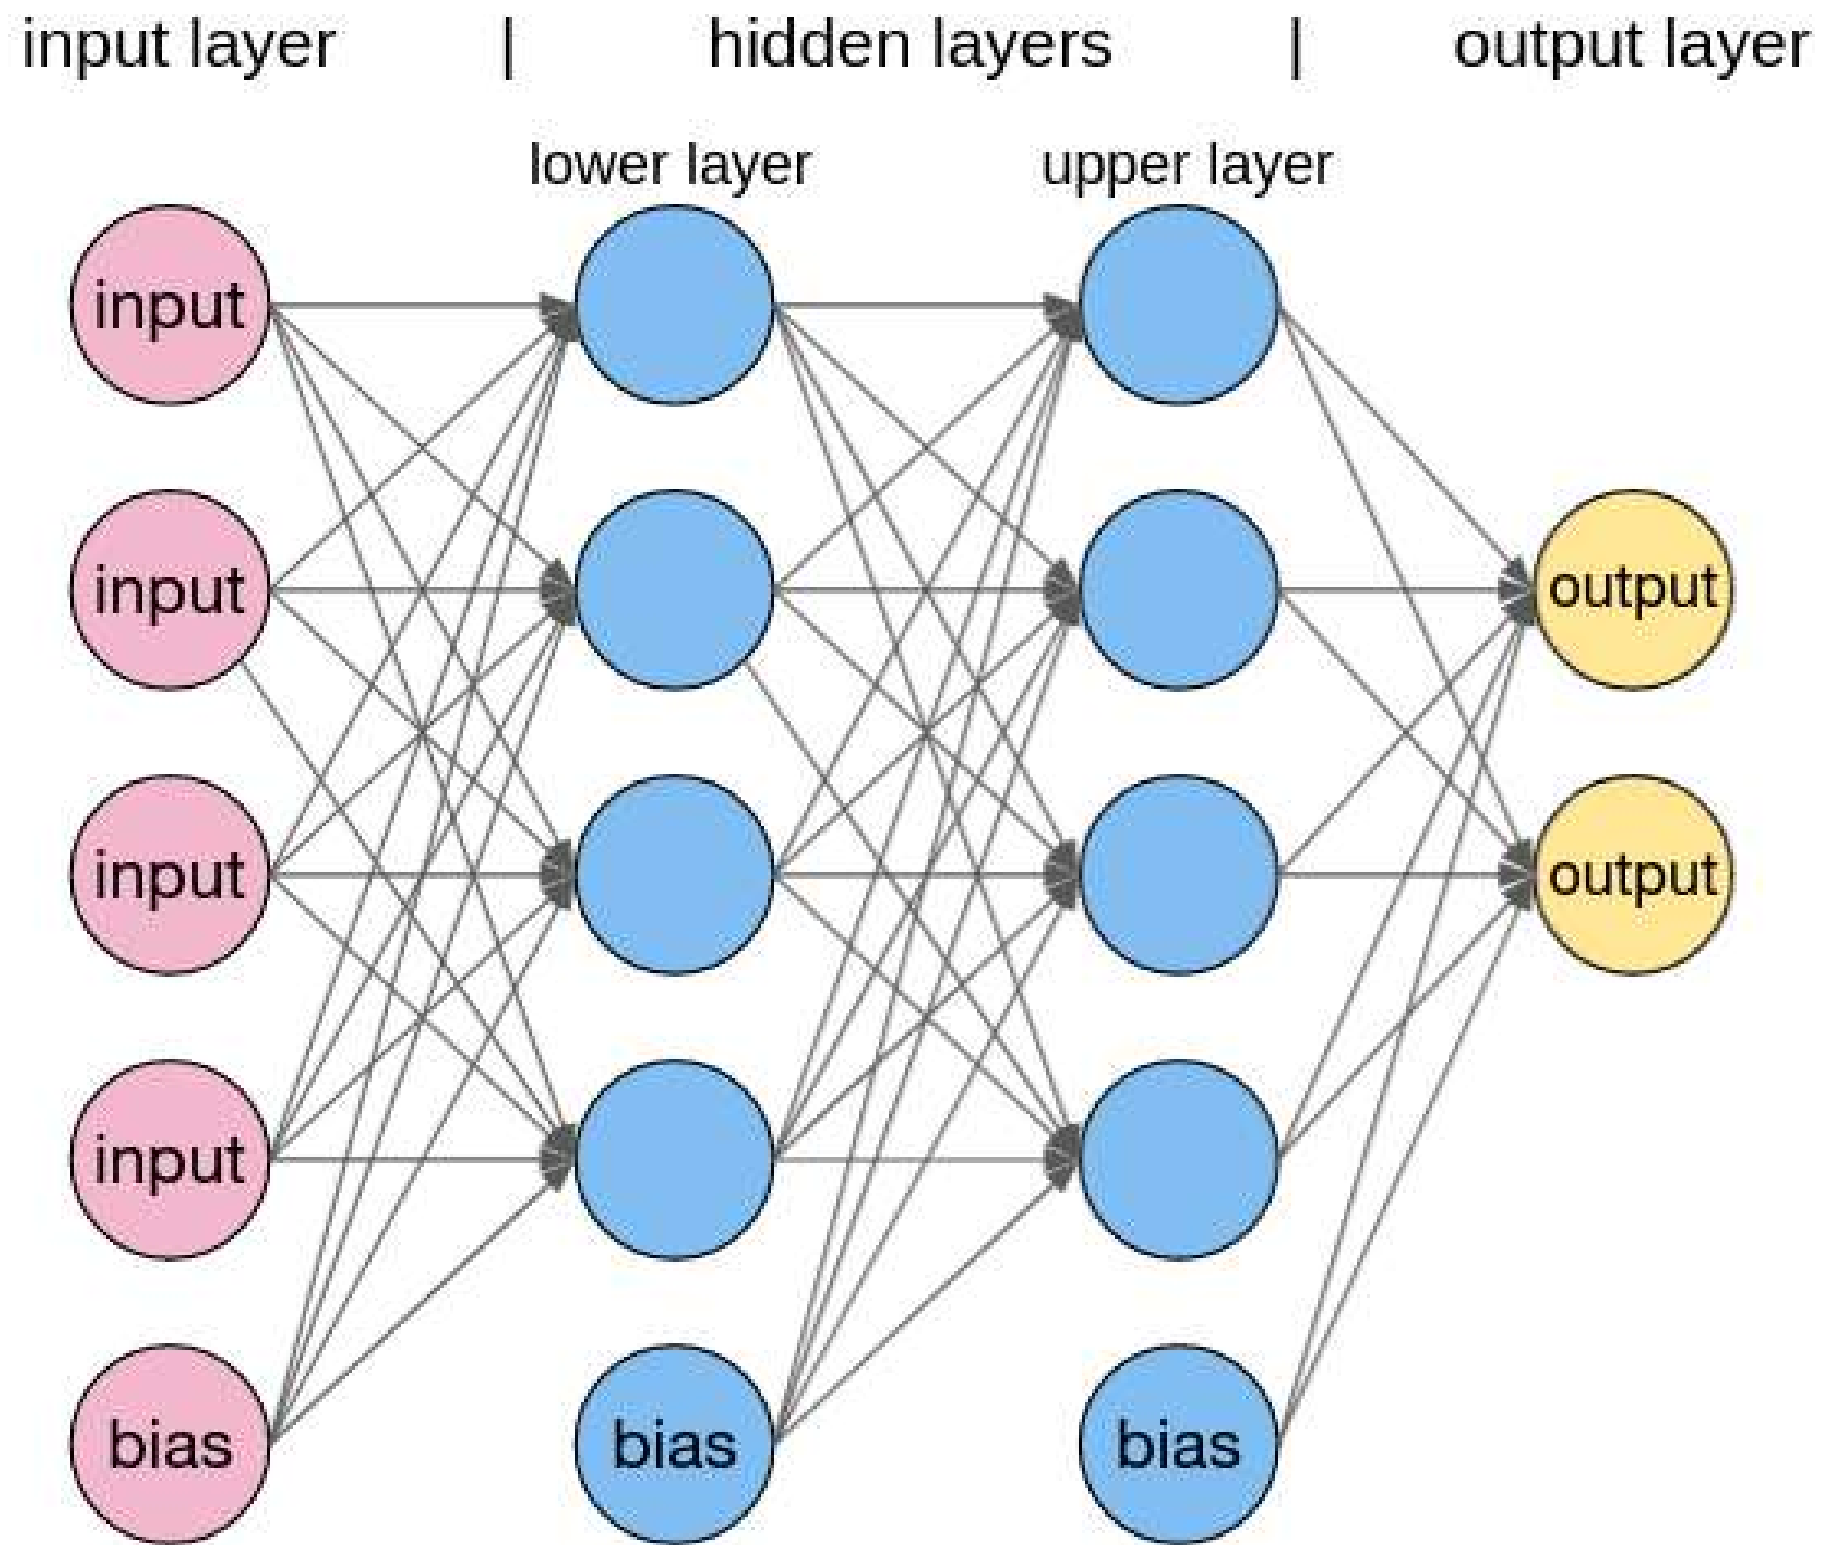 input layer | hidden layers | output layer
lower layer upper layer
input
input output
input output
input
bias bias bias